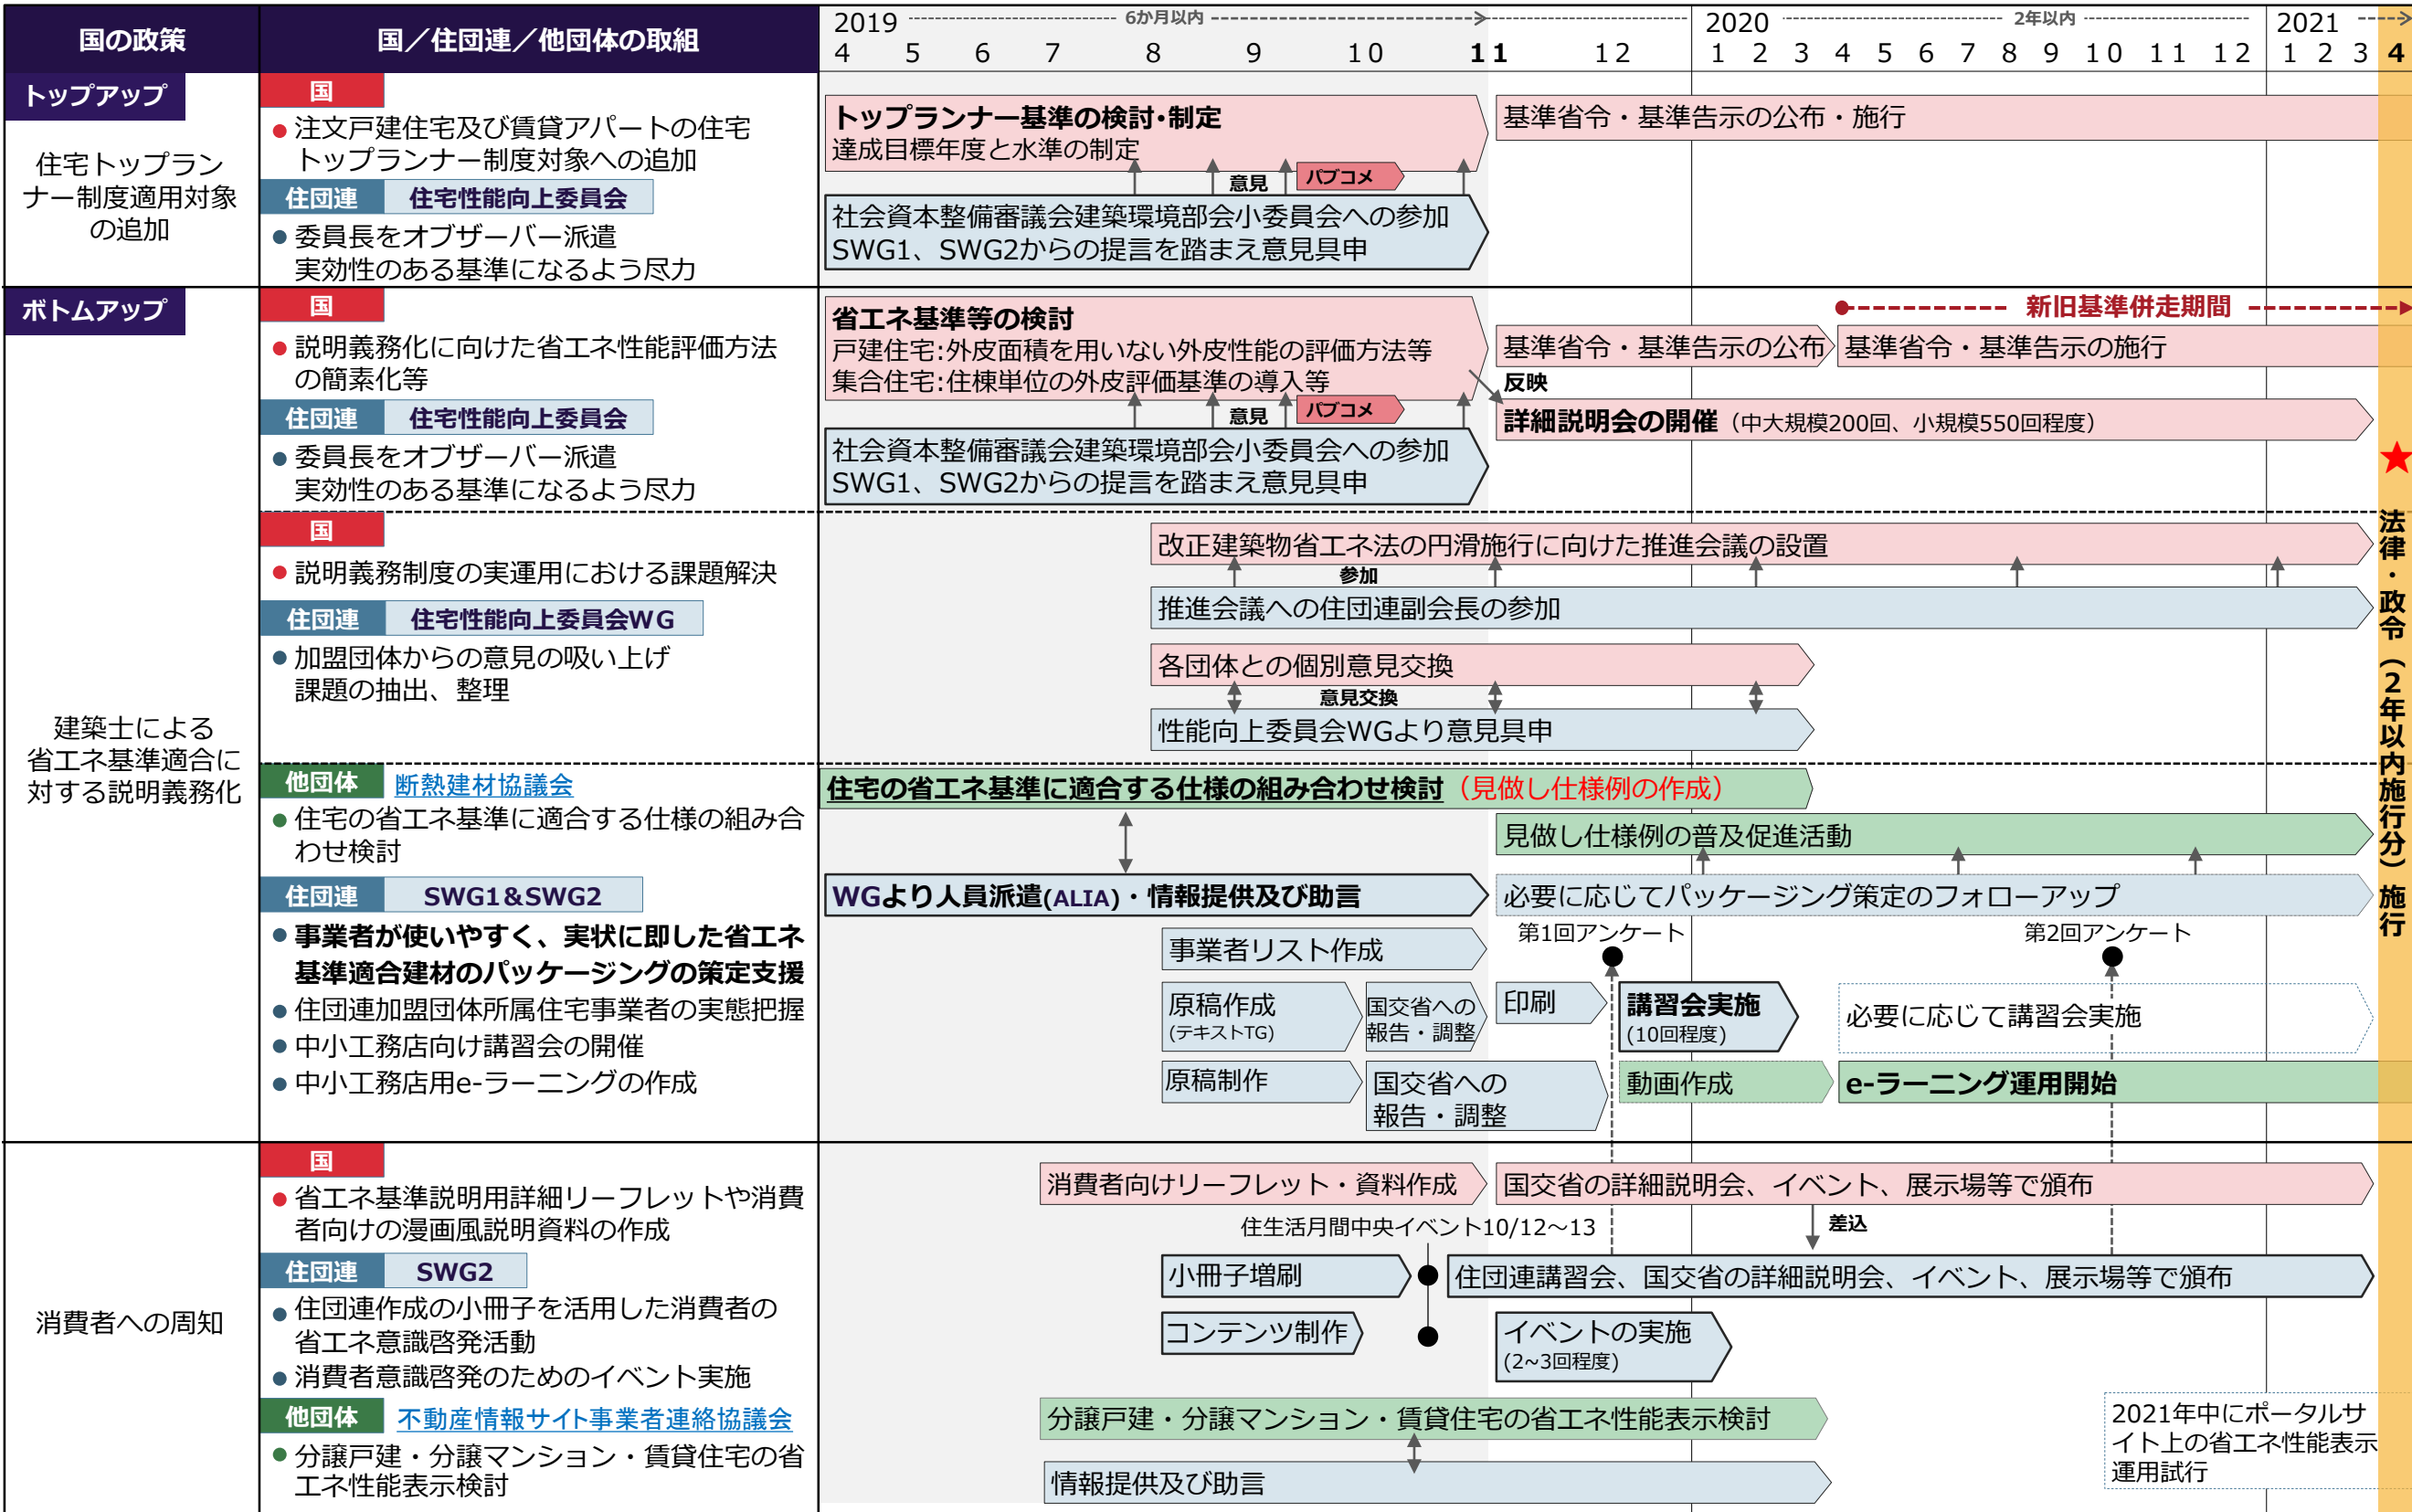 国の政策
国／住団連／他団体の取組
2019 6か月以内 2020 2年以内 2021
4 5 6 7 8 9 10 11 12 1 2 3 4 5 6 7 8 9 10 11 12 1 2 3 4
トップアップ
住宅トップラン
ナー制度適用対象
の追加
国
● 注文戸建住宅及び賃貸アパートの住宅
トップランナー制度対象への追加
住団連 住宅性能向上委員会
● 委員長をオブザーバー派遣
実効性のある基準になるよう尽力
トップランナー基準の検討・制定
達成目標年度と水準の制定
基準省令・基準告示の公布・施行
意見
パブコメ
社会資本整備審議会建築環境部会小委員会への参加
SWG1、SWG2からの提言を踏まえ意見具申
ボトムアップ
建築士による
省エネ基準適合に
対する説明義務化
国
● 説明義務化に向けた省エネ性能評価方法
の簡素化等
住団連 住宅性能向上委員会
● 委員長をオブザーバー派遣
実効性のある基準になるよう尽力
省エネ基準等の検討
戸建住宅:外皮面積を用いない外皮性能の評価方法等
集合住宅:住棟単位の外皮評価基準の導入等
新旧基準併走期間
基準省令・基準告示の公布
基準省令・基準告示の施行
反映
意見
パブコメ
詳細説明会の開催（中大規模200回、小規模550回程度）
社会資本整備審議会建築環境部会小委員会への参加
SWG1、SWG2からの提言を踏まえ意見具申
国
● 説明義務制度の実運用における課題解決
住団連 住宅性能向上委員会WG
● 加盟団体からの意見の吸い上げ
課題の抽出、整理
改正建築物省エネ法の円滑施行に向けた推進会議の設置
参加
推進会議への住団連副会長の参加
各団体との個別意見交換
意見交換
性能向上委員会WGより意見具申
他団体 断熱建材協議会
● 住宅の省エネ基準に適合する仕様の組み合
わせ検討
住団連 SWG1&SWG2
● 事業者が使いやすく、実状に即した省エネ
基準適合建材のパッケージングの策定支援
● 住団連加盟団体所属住宅事業者の実態把握
● 中小工務店向け講習会の開催
● 中小工務店用e-ラーニングの作成
住宅の省エネ基準に適合する仕様の組み合わせ検討（見做し仕様例の作成）
見做し仕様例の普及促進活動
WGより人員派遣(ALIA)・情報提供及び助言
必要に応じてパッケージング策定のフォローアップ
第1回アンケート
第2回アンケート
事業者リスト作成
原稿作成
(テキストTG)
国交省への
報告・調整
印刷
講習会実施
(10回程度)
必要に応じて講習会実施
原稿制作
国交省への
報告・調整
動画作成
e-ラーニング運用開始
消費者への周知
国
● 省エネ基準説明用詳細リーフレットや消費
者向けの漫画風説明資料の作成
住団連 SWG2
● 住団連作成の小冊子を活用した消費者の
省エネ意識啓発活動
● 消費者意識啓発のためのイベント実施
他団体 不動産情報サイト事業者連絡協議会
● 分譲戸建・分譲マンション・賃貸住宅の省
エネ性能表示検討
消費者向けリーフレット・資料作成
国交省の詳細説明会、イベント、展示場等で頒布
住生活月間中央イベント10/12～13
差込
小冊子増刷
住団連講習会、国交省の詳細説明会、イベント、展示場等で頒布
コンテンツ制作
イベントの実施
(2~3回程度)
分譲戸建・分譲マンション・賃貸住宅の省エネ性能表示検討
情報提供及び助言
2021年中にポータルサ
イト上の省エネ性能表示
運用試行
★
法律・政令（2年以内施行分）施行